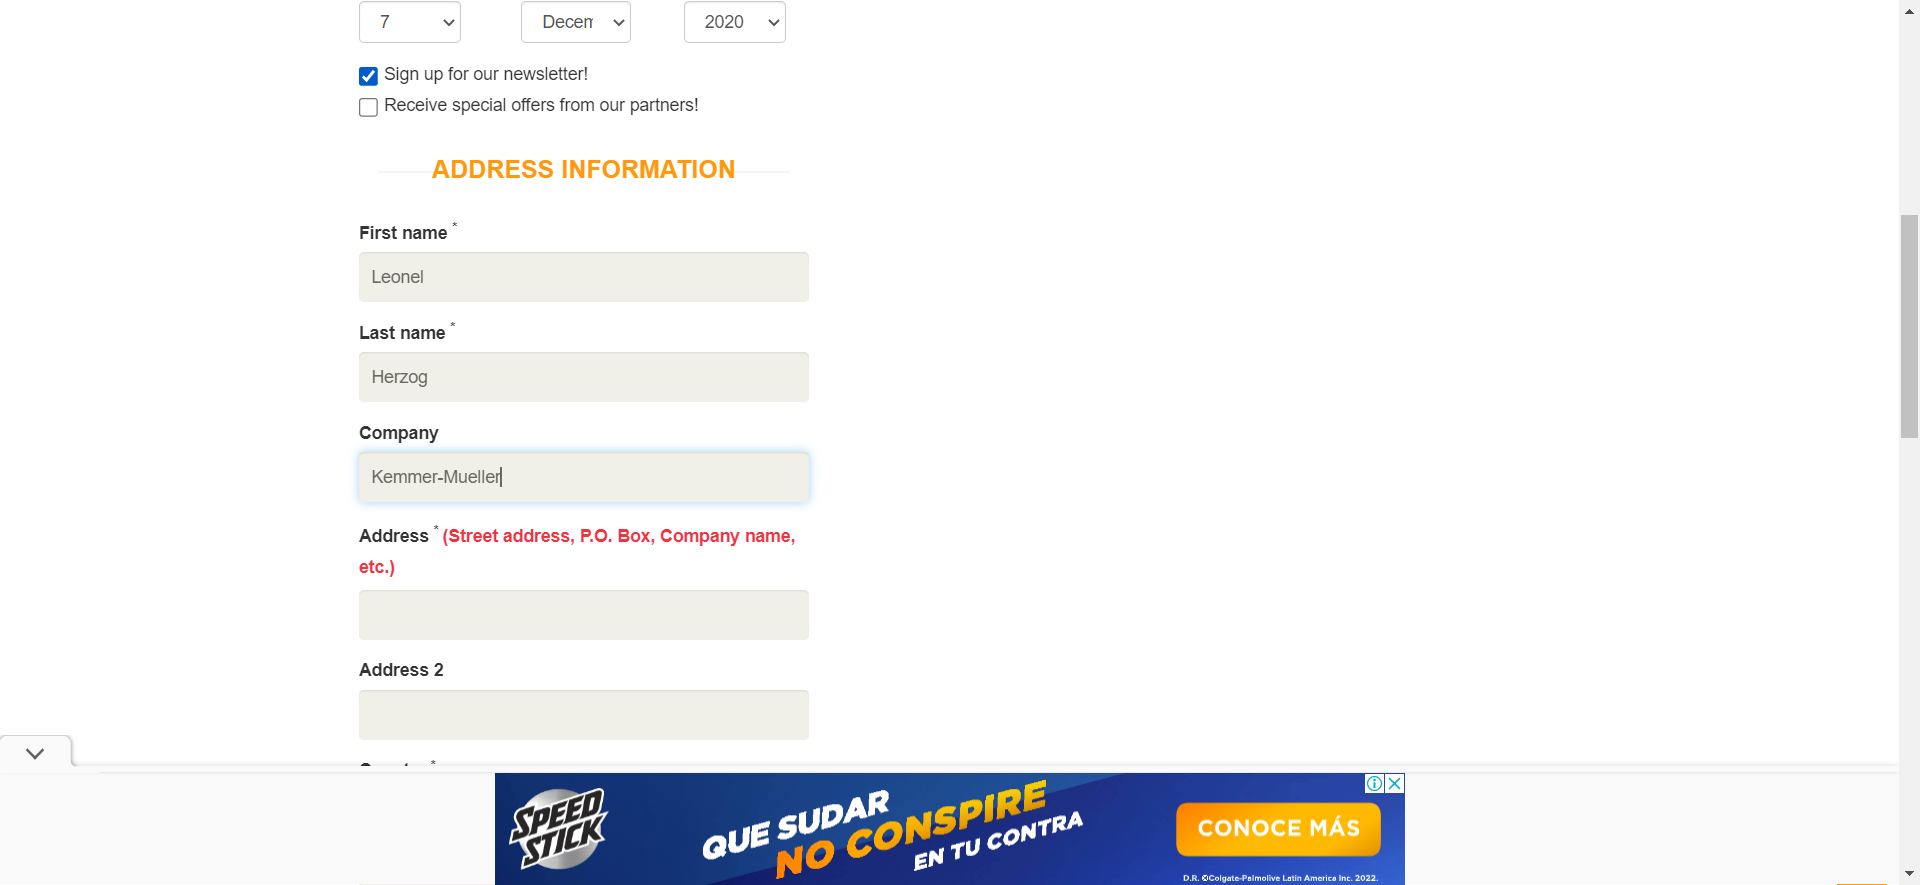 7 Decem 2020
Sign up for our newsletter!
Receive special offers from our partners!
ADDRESS INFORMATION
First name *
Leonel
Last name *
Herzog
Company
Kemmer-Mueller
Address * (Street address, P.O. Box, Company name,
etc.)
Address 2
SPEED
STICK
QUE SUDAR
NO CONSPIRE
EN TU CONTRA
CONOCE MÁS
D.R. ©Colgate-Palmolive Latin America Inc. 2022.